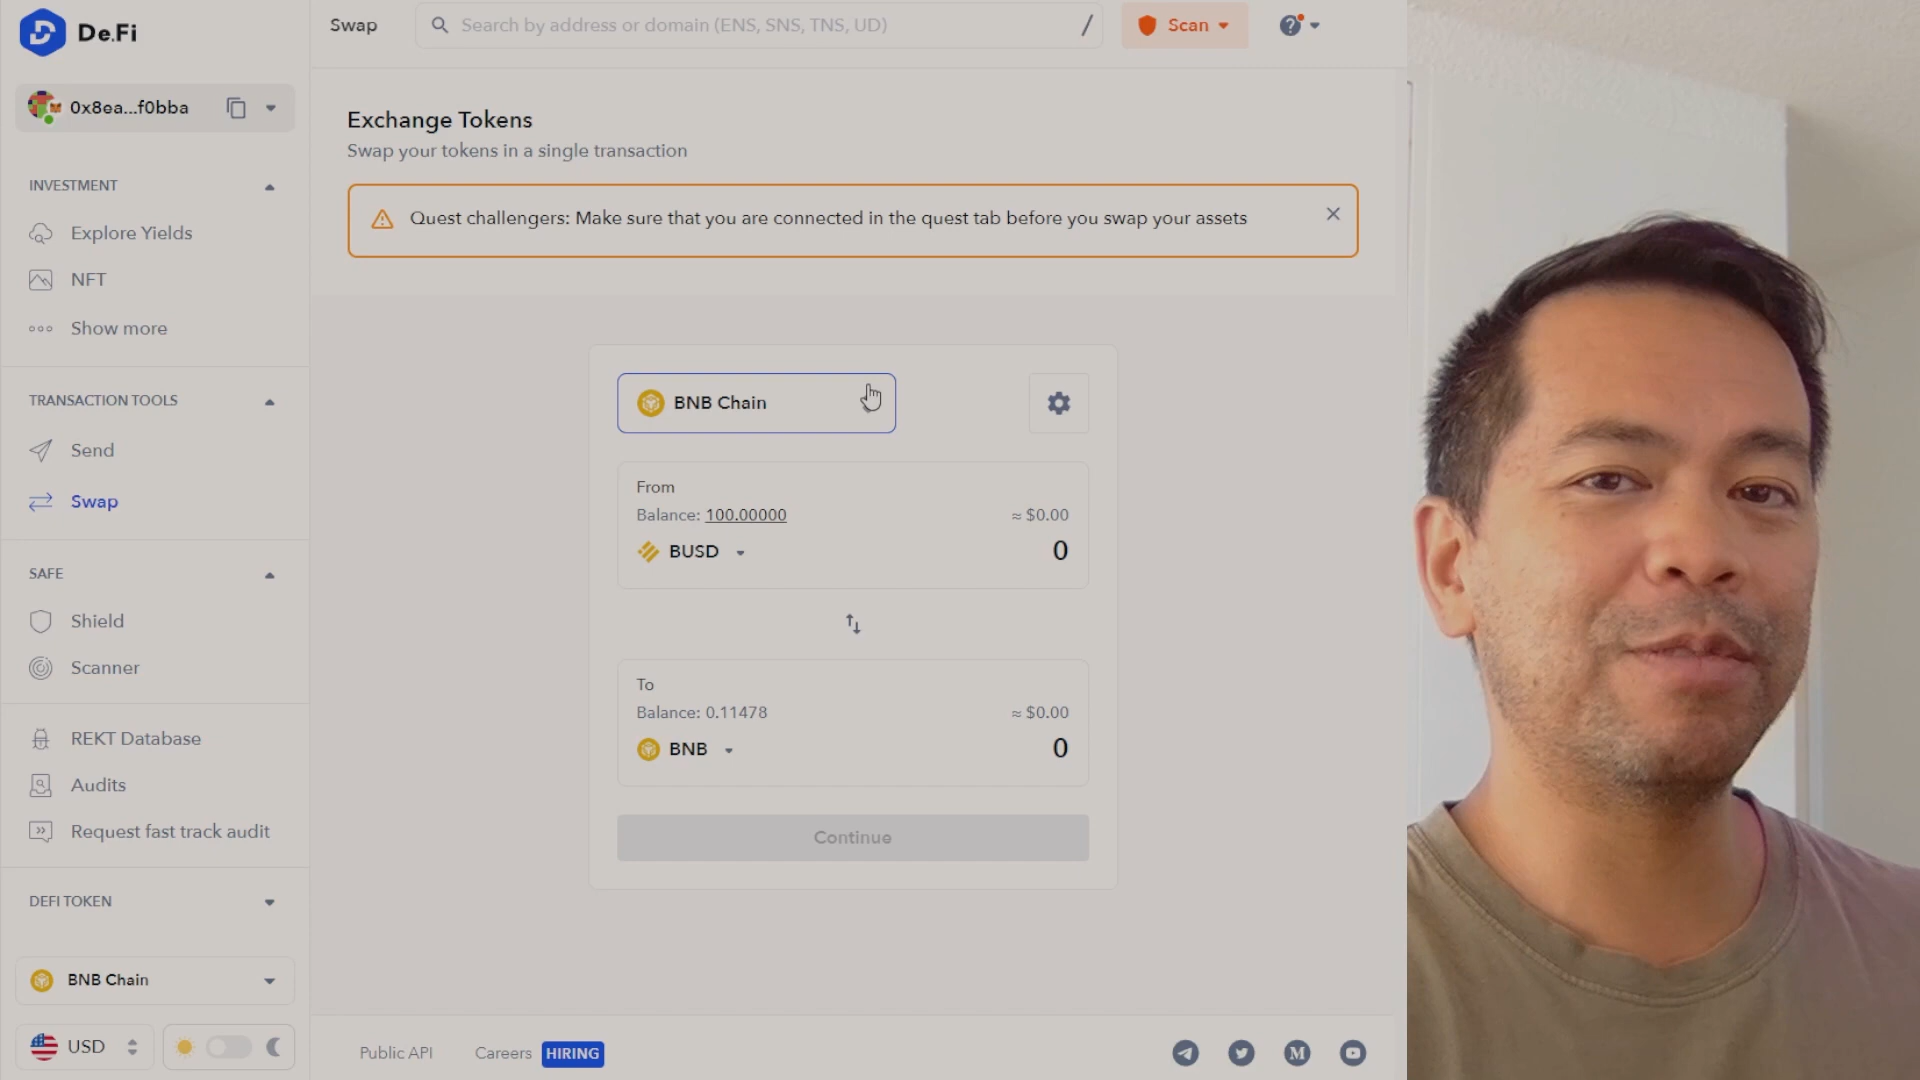 De.Fi
0x8ea...f0bba
INVESTMENT
Explore Yields
NFT
Show more
TRANSACTION TOOLS
Send
Swap
SAFE
Shield
Scanner
REKT Database
Audits
Request fast track audit
DEFI TOKEN
BNB Chain
USD
Swap
Search by address or domain (ENS, SNS, TNS, UD)
/
Scan
?
Exchange Tokens
Swap your tokens in a single transaction
Quest challengers: Make sure that you are connected in the quest tab before you swap your assets
BNB Chain
From
Balance: 100.00000
≈ $0.00
BUSD
0
To
Balance: 0.11478
≈ $0.00
BNB
0
Continue
Public API
Careers
HIRING
M